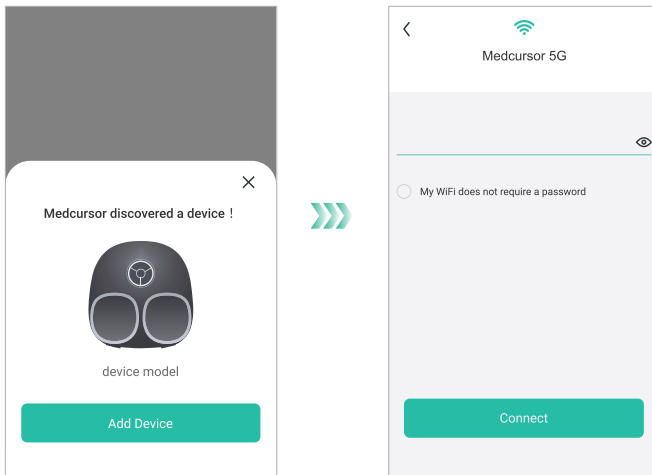 Medcursor discovered a device !
device model
Add Device
Medcursor 5G
My WiFi does not require a password
Connect